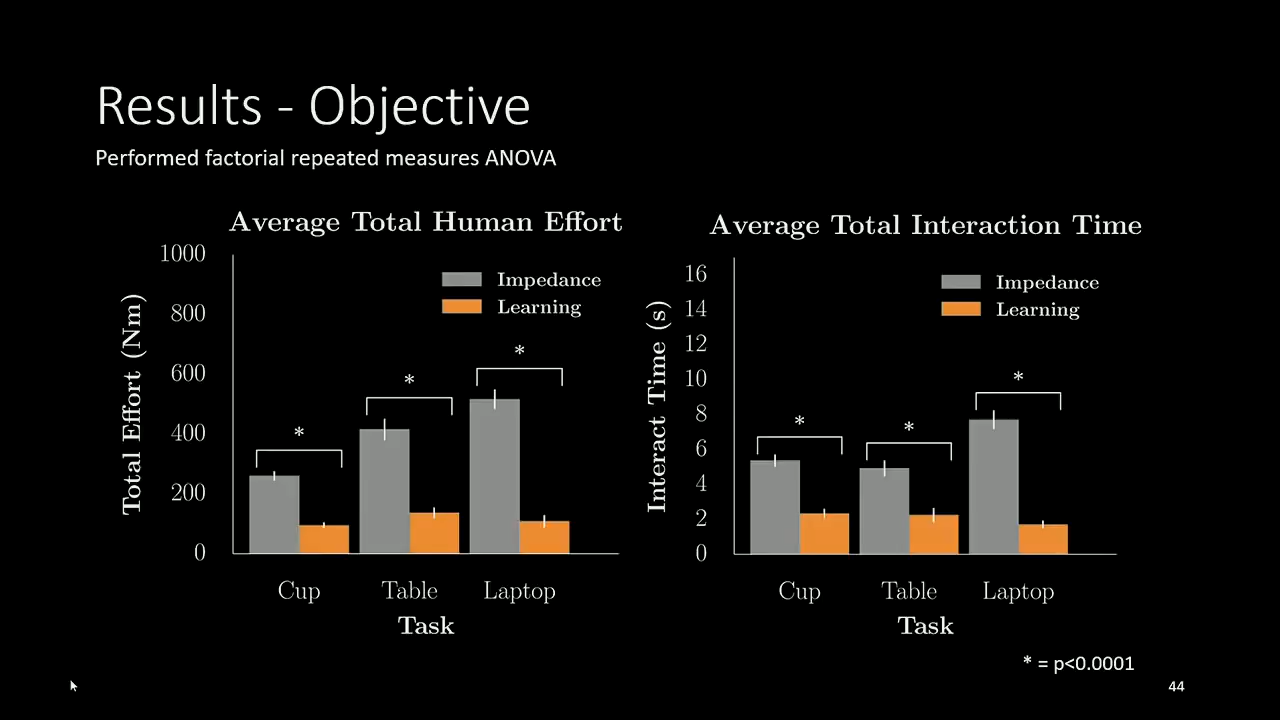 Results - Objective
Performed factorial repeated measures ANOVA
Average Total Human Effort
Total Effort (Nm)
1000
800
600
400
200
0
Impedance
Learning
*
*
*
Cup
Table
Laptop
Task
Average Total Interaction Time
Interact Time (s)
16
14
12
10
8
6
4
2
0
Impedance
Learning
*
*
*
Cup
Table
Laptop
Task
* = p<0.0001
44